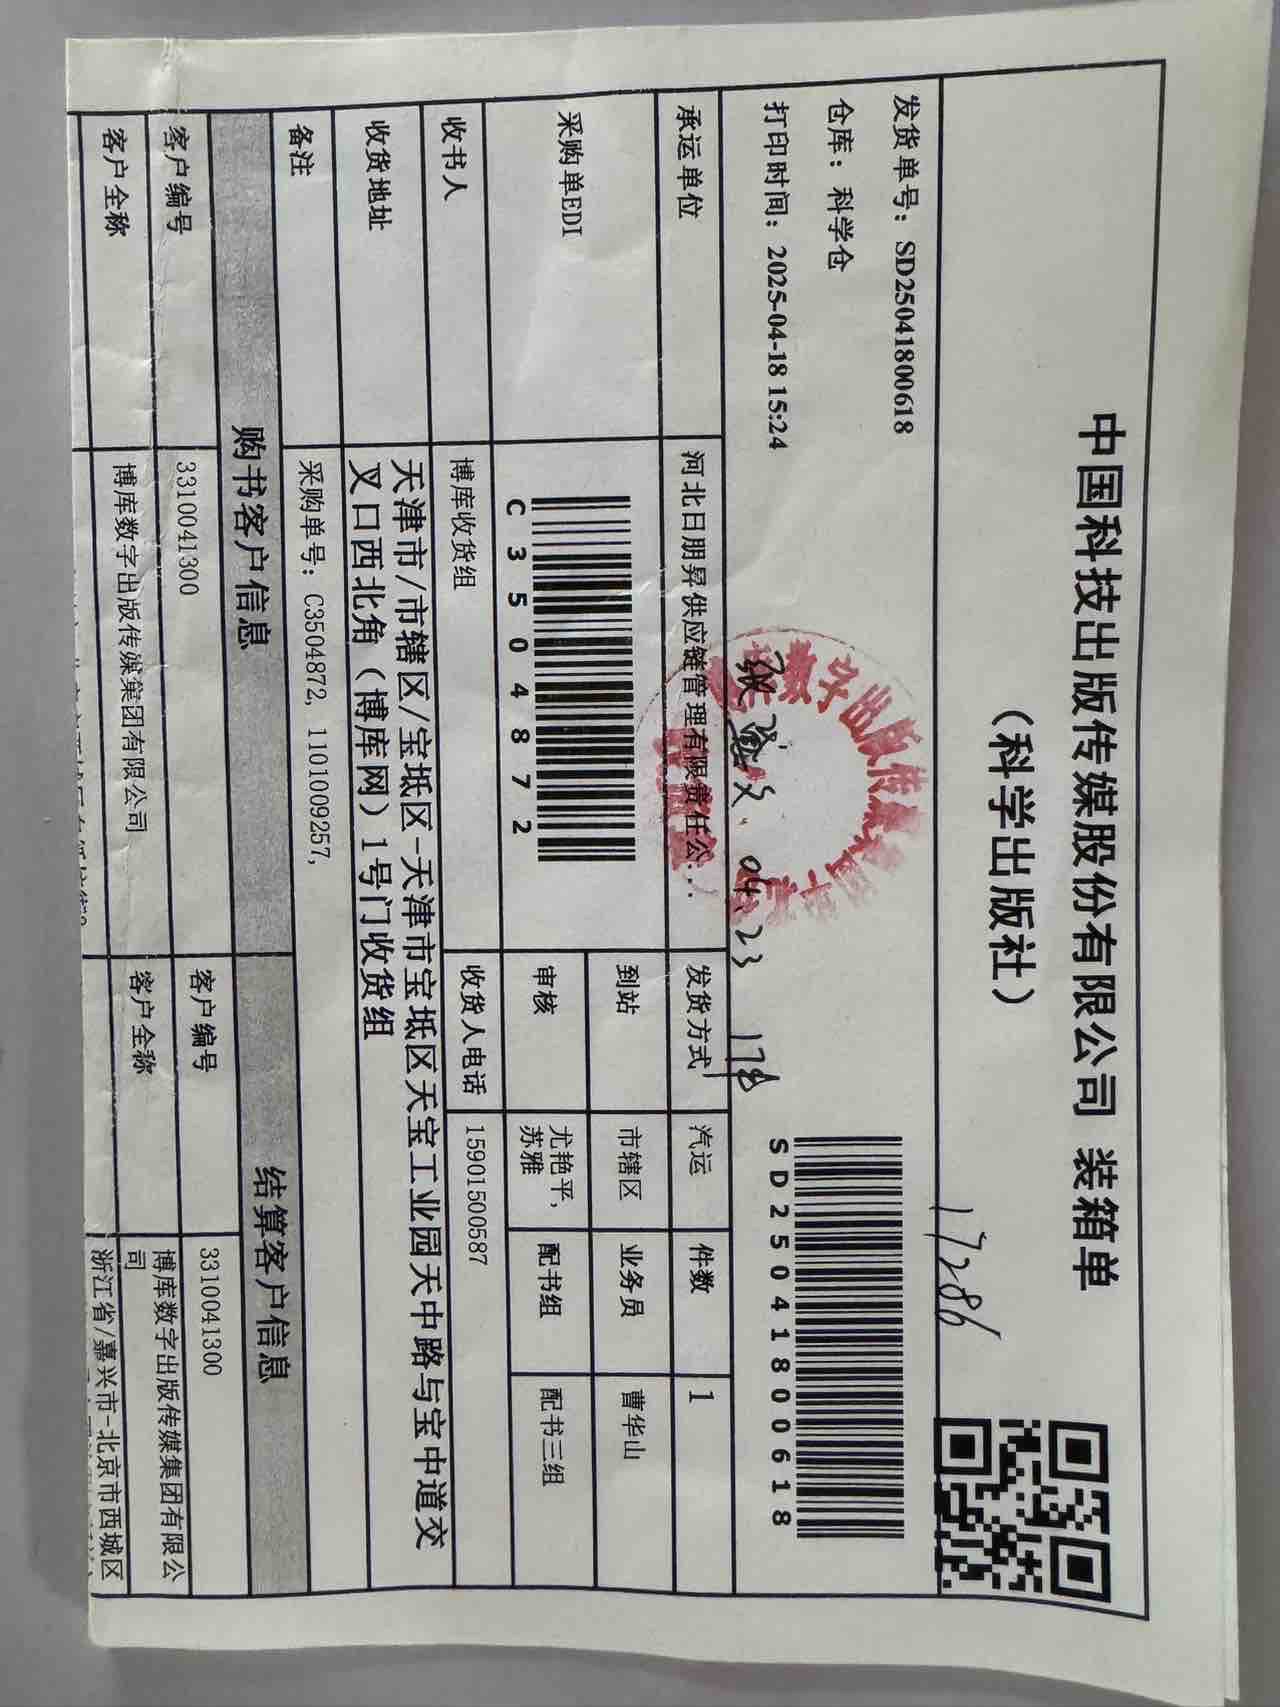 中国科技出版传媒股份有限公司 装箱单
（科学出版社）
17286
发货单号： SD25041800618
仓库： 科学仓
打印时间： 2025-04-18 15:24
SD25041800618
数字出版传
04.23 17
承运单位 河北日朋昇供应链管理有限责任公... 发货方式 汽运 件数 1
采购单EDI C3504872 到站 市辖区 业务员 曹华山
审核 尤艳平, 苏雅 配书组 配书三组
收书人 博库收货组 收货人电话 15901500587
收货地址 天津市/市辖区/宝坻区-天津市宝坻区天宝工业园天中路与宝中道交
叉口西北角（博库网）1号门收货组
备注 采购单号：C3504872, 1101009257,
购书客户信息 结算客户信息
客户编号 3310041300 客户编号 3310041300
客户全称 博库数字出版传媒集团有限公司 客户全称 博库数字出版传媒集团有限公
司
浙江省/嘉兴市-北京市西城区